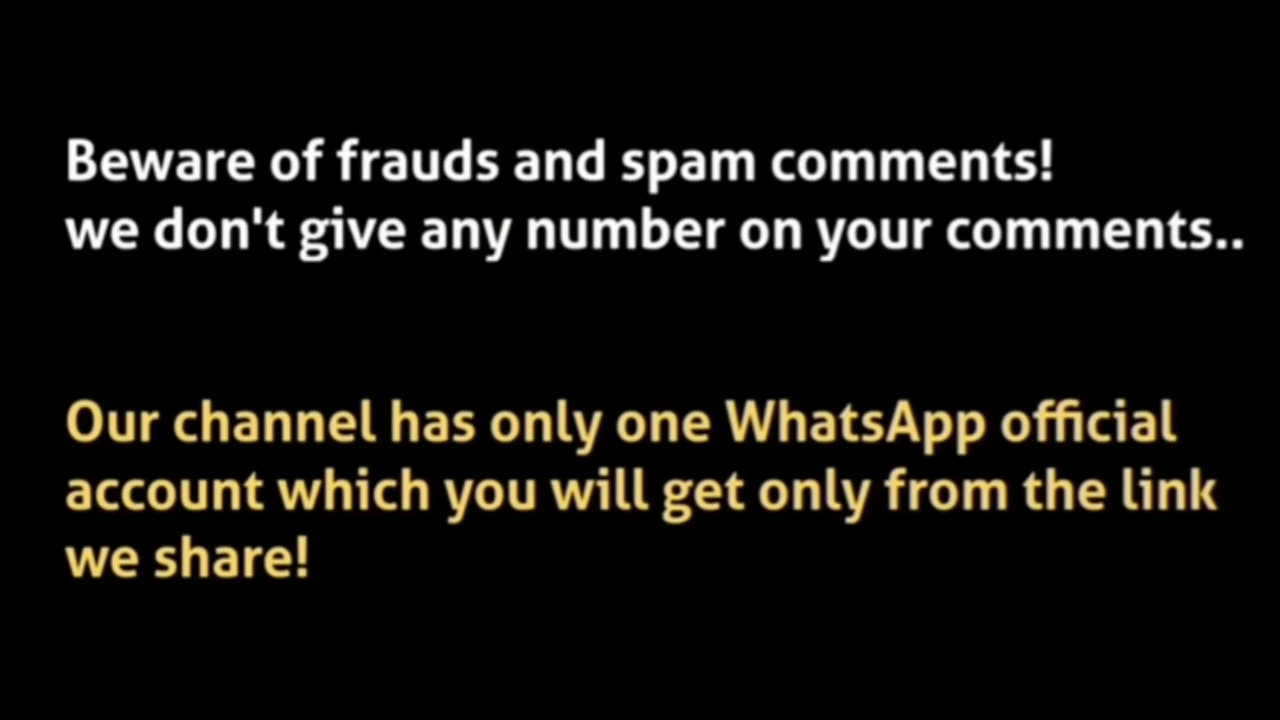 Beware of frauds and spam comments!
we don't give any number on your comments..
Our channel has only one WhatsApp official
account which you will get only from the link
we share!